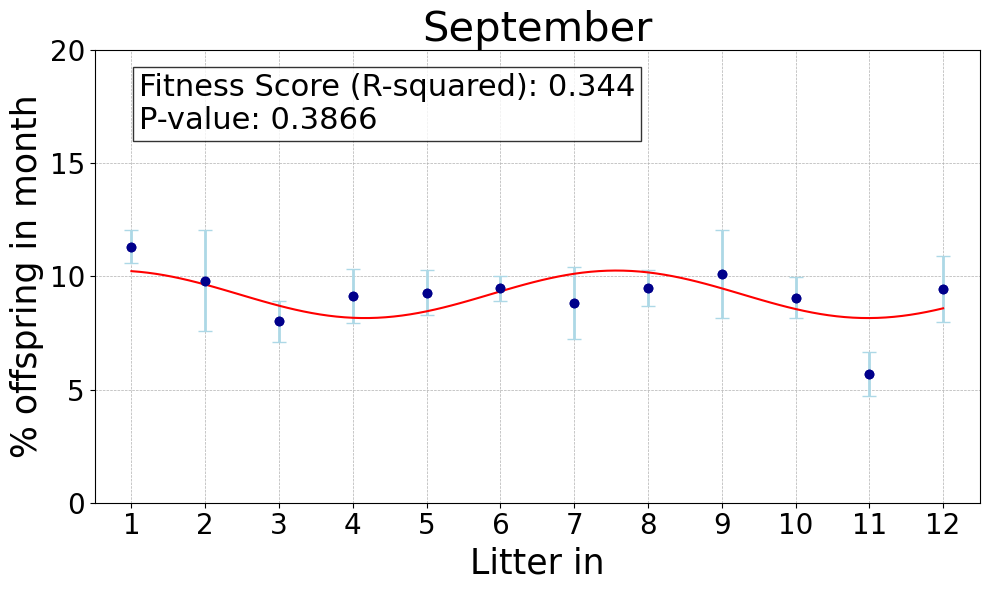 September
Fitness Score (R-squared): 0.344
P-value: 0.3866
% offspring in month
20
15
10
5
0
1 2 3 4 5 6 7 8 9 10 11 12
Litter in